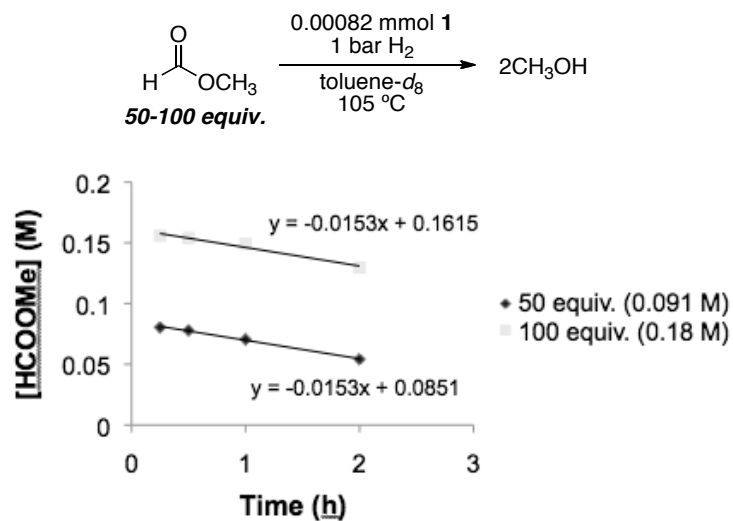 O
H
OCH₃
50-100 equiv.
0.00082 mmol 1
1 bar H₂
toluene-d₈
105 ºC
2CH₃OH
[HCOOMe] (M)
0.2
0.15
0.1
0.05
0
y = -0.0153x + 0.1615
y = -0.0153x + 0.0851
0
1
2
3
Time (h)
50 equiv. (0.091 M)
100 equiv. (0.18 M)